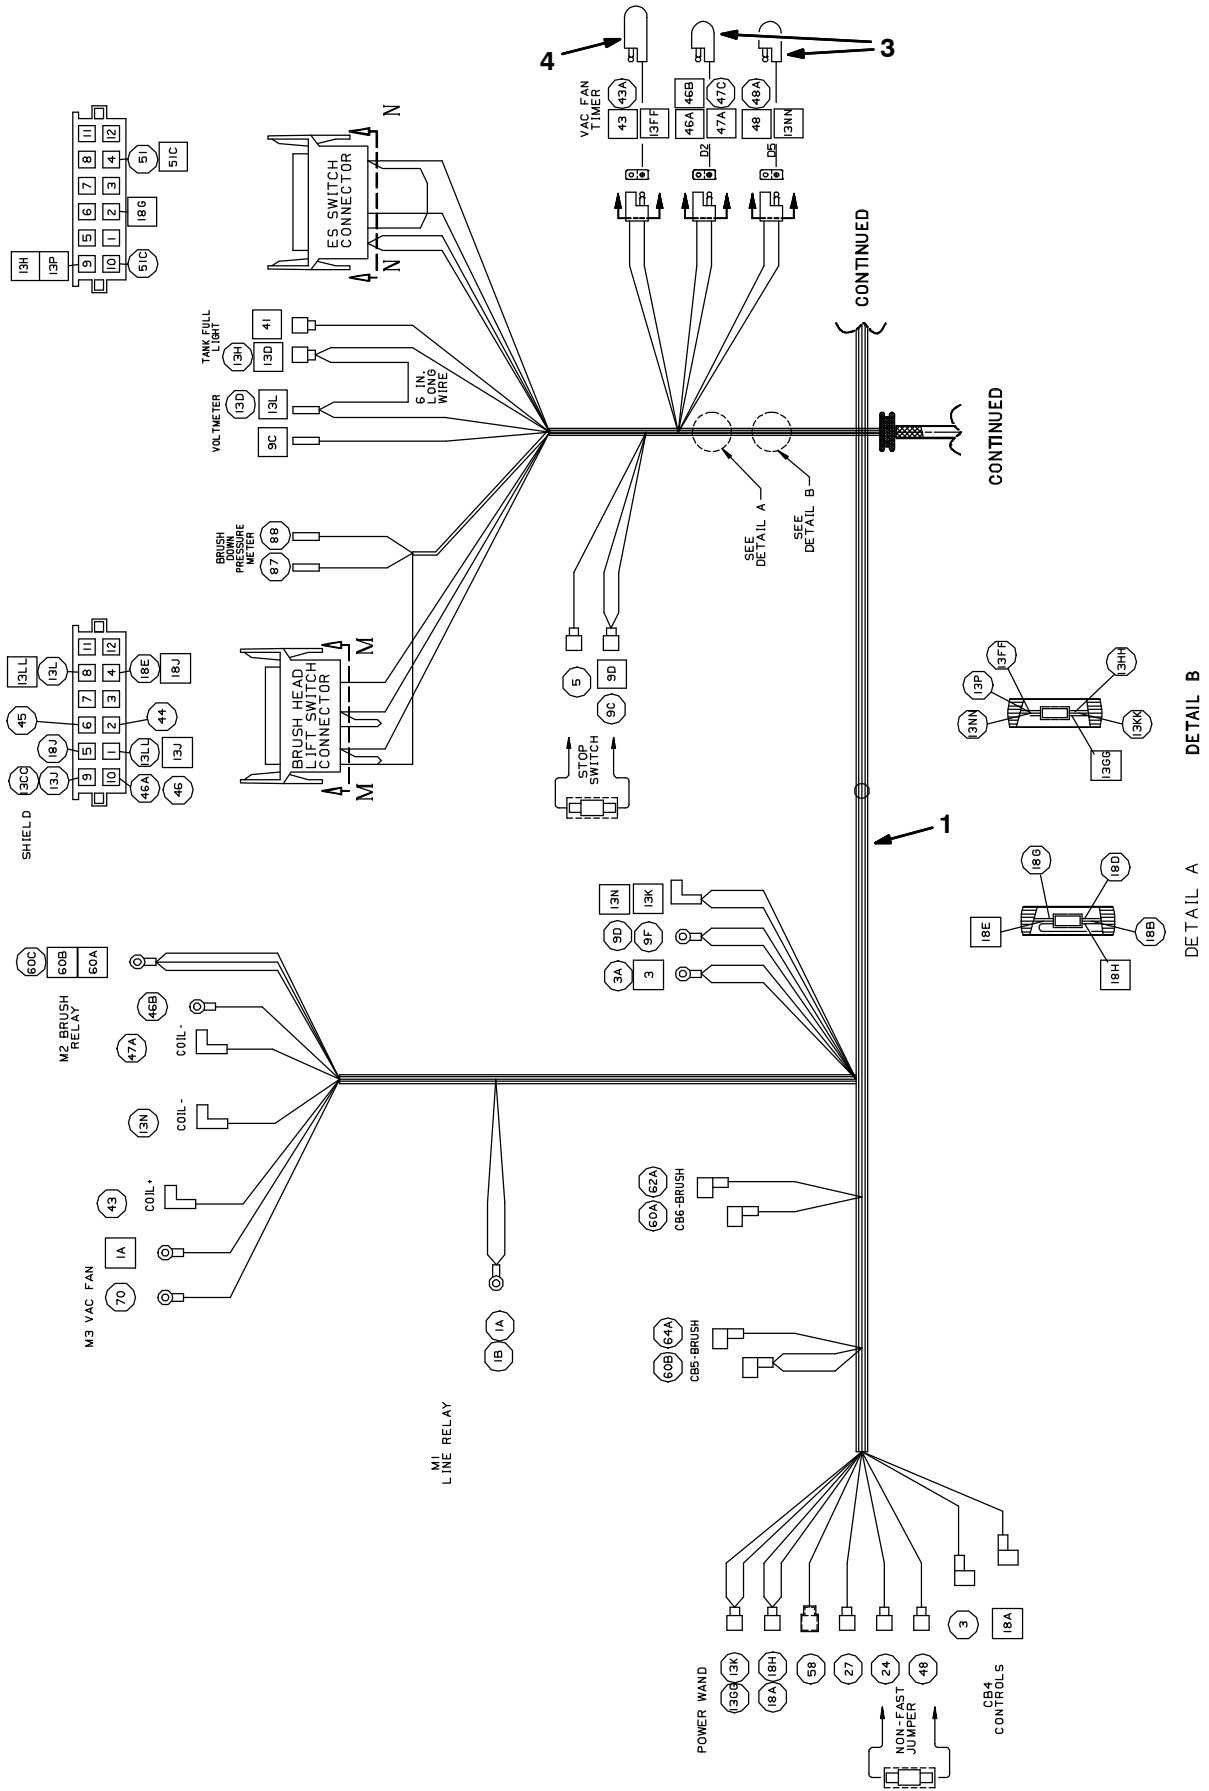 4
3
VAC FAN
TIMER
43
43A
13FF
46A
46B
47A
47C
48
48A
13NN
D2
D5
11
8
7
6
5
9
12
4
3
2
1
10
13H
13P
51
51C
18G
51C
N
N
ES SWITCH
CONNECTOR
TANK FULL
LIGHT
41
13H
13D
6 IN.
LONG
WIRE
VOLTMETER
13D
13L
9C
BRUSH
DOWN
PRESSURE
METER
88
87
CONTINUED
CONTINUED
SEE
DETAIL A
SEE
DETAIL B
SHIELD
11
8
7
6
5
9
12
4
3
2
1
10
13LL
13L
18E
18J
45
44
18J
13LL
13J
13CC
13J
46A
46
M
M
BRUSH HEAD
LIFT SWITCH
CONNECTOR
5
9D
9C
STOP
SWITCH
1
13FF
13P
13NN
13HH
13KK
13GG
DETAIL B
18G
18E
18D
18B
18H
DETAIL A
60C
60B
60A
M2 BRUSH
RELAY
46B
47A
COIL-
13N
COIL-
43
COIL+
1A
70
M3 VAC FAN
13N
13K
9D
9F
3A
3
1B
1A
M1
LINE RELAY
60A
62A
CB6-BRUSH
60B
64A
CB5-BRUSH
POWER WAND
13GG
13K
18A
18H
58
27
24
48
NON-FAST
JUMPER
3
18A
CB4
CONTROLS